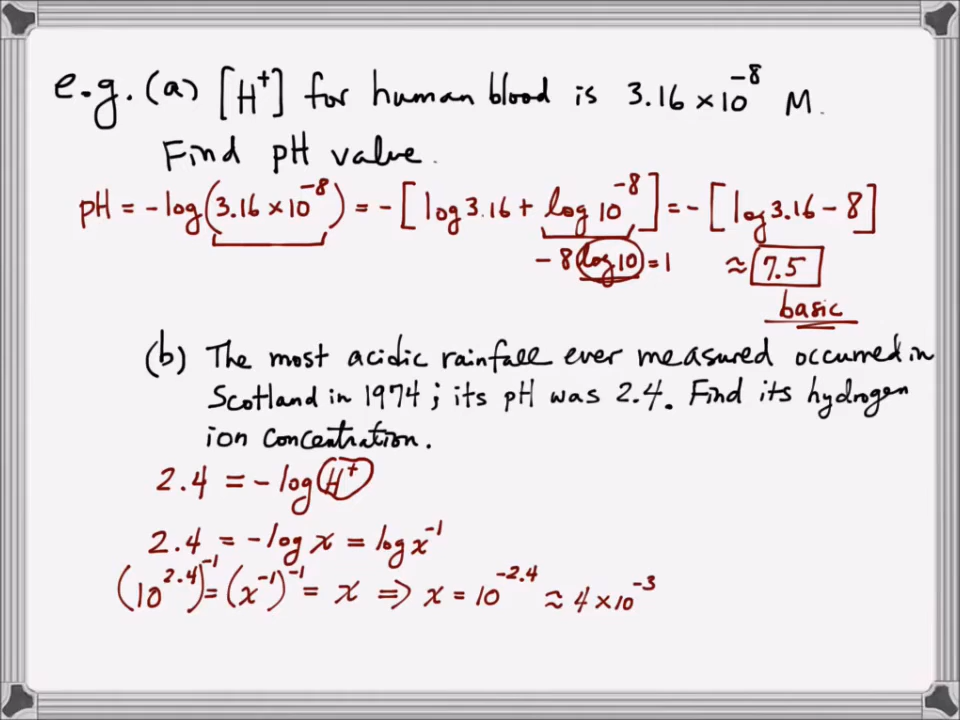 e.g. (a) [H⁺] for human blood is 3.16 × 10⁻⁸ M.
Find pH value.
pH = -log(3.16 × 10⁻⁸) = -[log 3.16 + log 10⁻⁸] = -[log 3.16 - 8]
-8 log 10 = 1 ≈ 7.5
basic
(b) The most acidic rainfall ever measured occurred in
Scotland in 1974; its pH was 2.4. Find its hydrogen
ion concentration.
2.4 = -log H⁺
2.4 = -log x = log x⁻¹
(10^2.4)⁻¹ = (x⁻¹)⁻¹ = x ⇒ x = 10^-2.4 ≈ 4 × 10⁻³